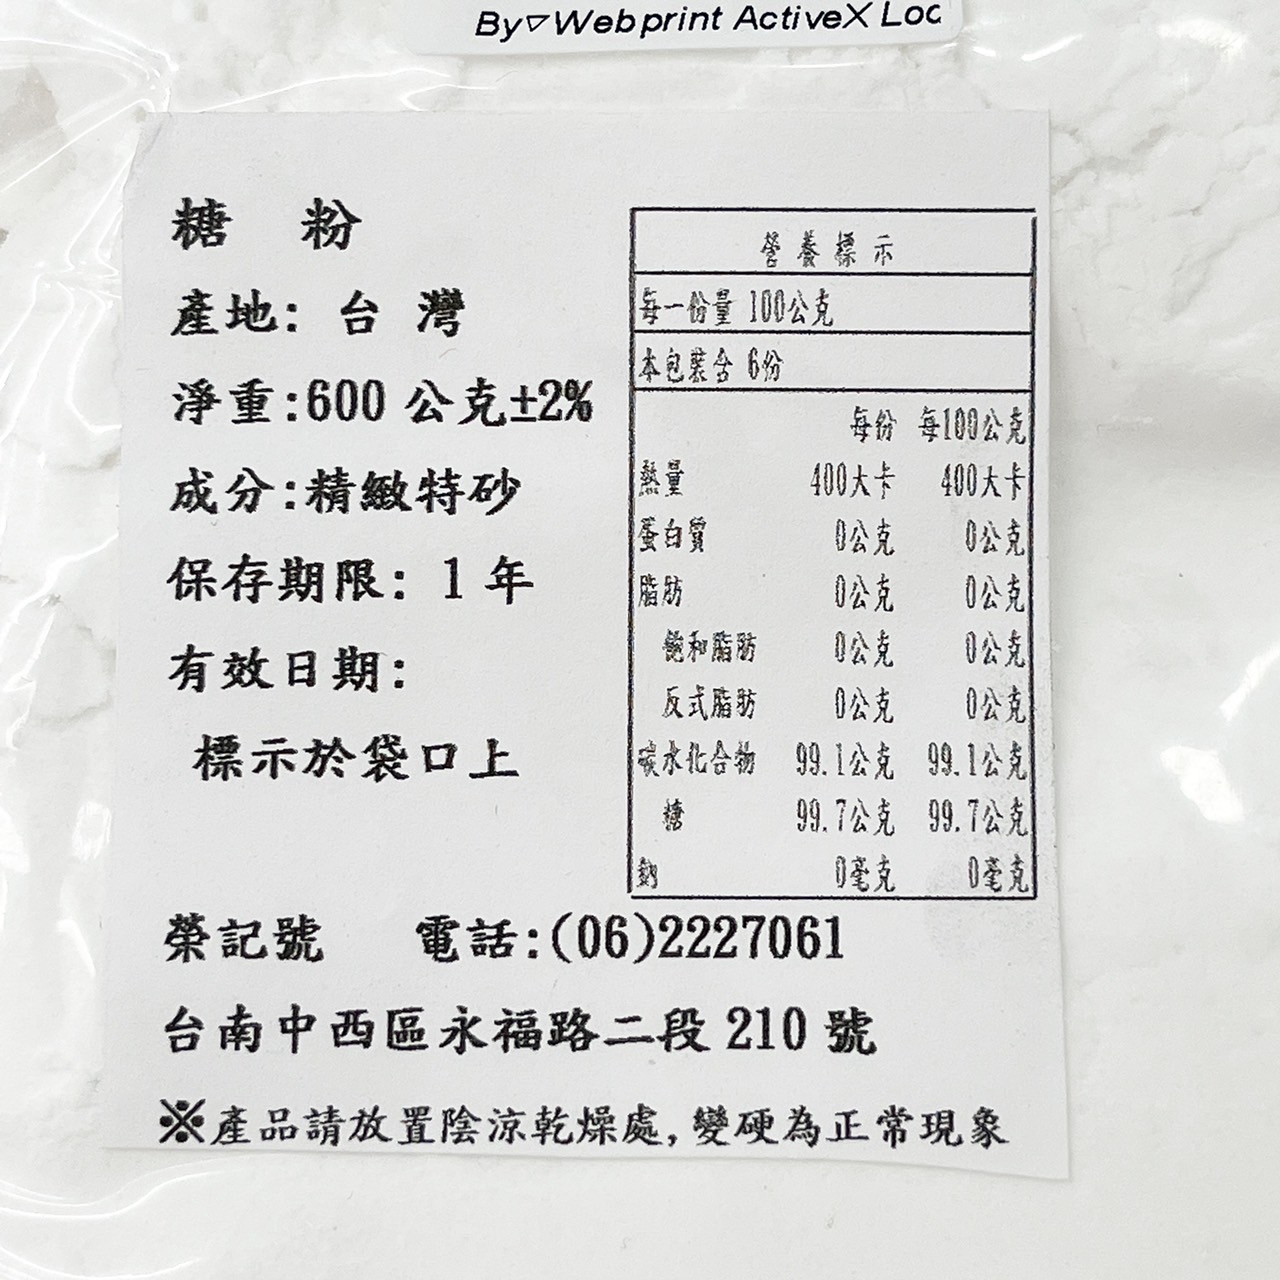 By▽Webprint ActiveX Loc
糖 粉
產地: 台 灣
淨重:600 公克±2%
成分:精緻特砂
保存期限: 1 年
有效日期:
標示於袋口上
營養標示
每一份量 100公克
本包裝含 6份
每份 每100公克
熱量 400大卡 400大卡
蛋白質 0公克 0公克
脂肪 0公克 0公克
飽和脂肪 0公克 0公克
反式脂肪 0公克 0公克
碳水化合物 99.1公克 99.1公克
糖 99.7公克 99.7公克
鈉 0毫克 0毫克
榮記號 電話:(06)2227061
台南中西區永福路二段 210 號
※產品請放置陰涼乾燥處,變硬為正常現象